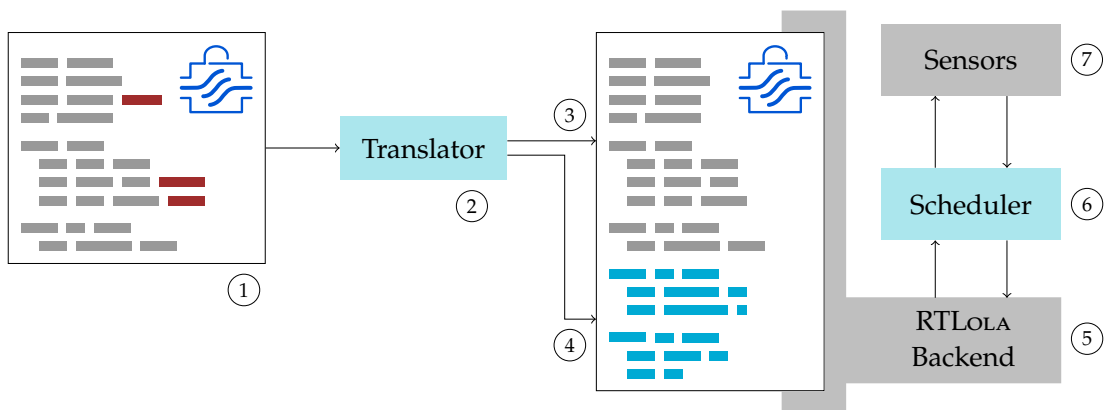 Sensors
7
3
Translator
2
Scheduler
6
1
4
RTLOLA
Backend
5